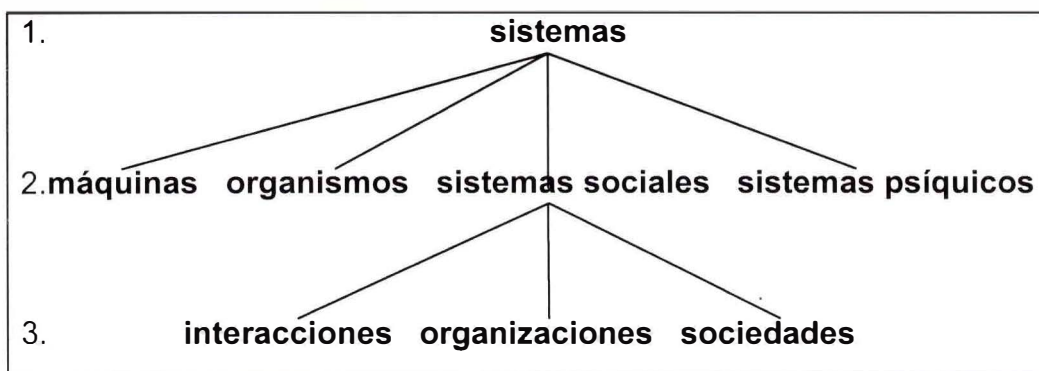 1. sistemas
2.máquinas organismos sistemas sociales sistemas psíquicos
3. interacciones organizaciones sociedades